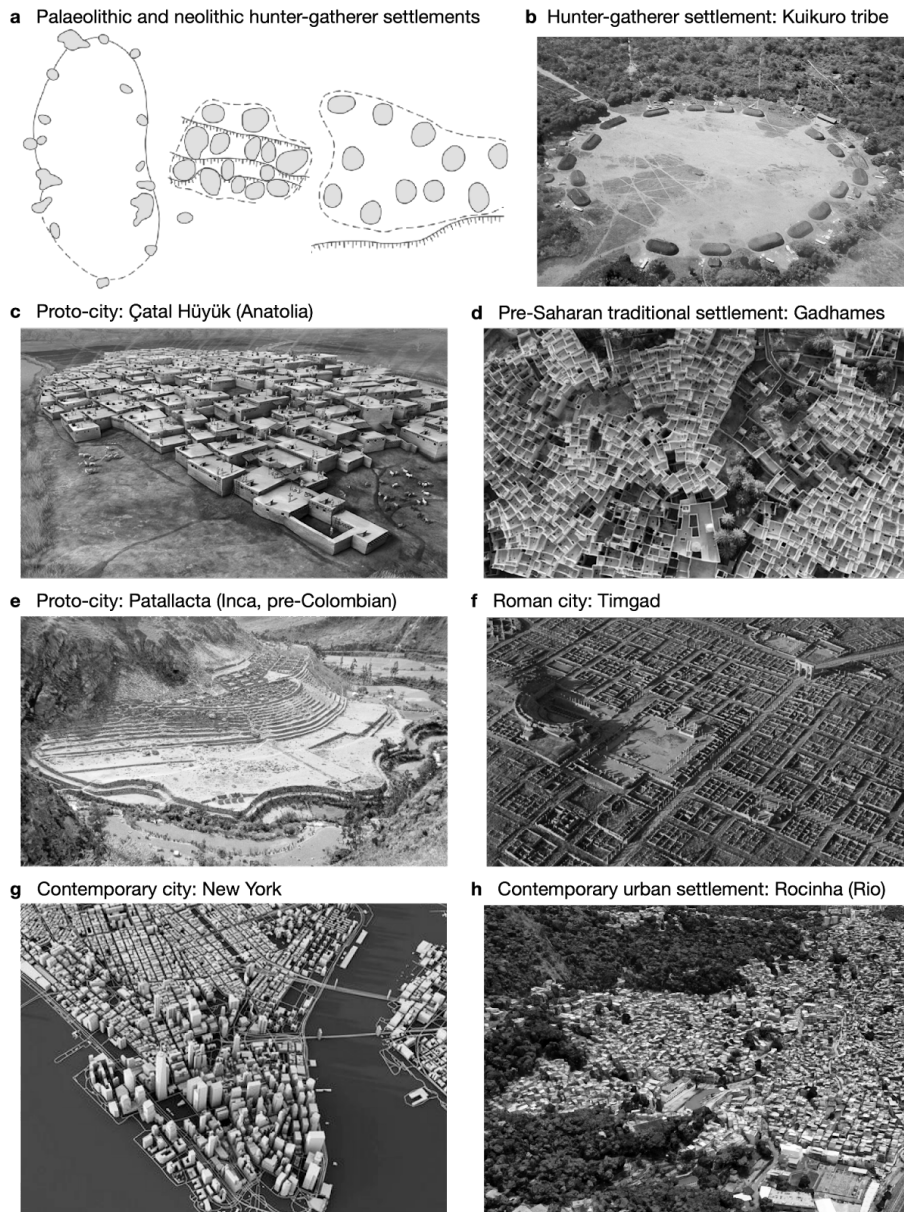 a Palaeolithic and neolithic hunter-gatherer settlements
b Hunter-gatherer settlement: Kuikuro tribe
c Proto-city: Çatal Hüyük (Anatolia)
d Pre-Saharan traditional settlement: Gadhames
e Proto-city: Patallacta (Inca, pre-Colombian)
f Roman city: Timgad
g Contemporary city: New York
h Contemporary urban settlement: Rocinha (Rio)